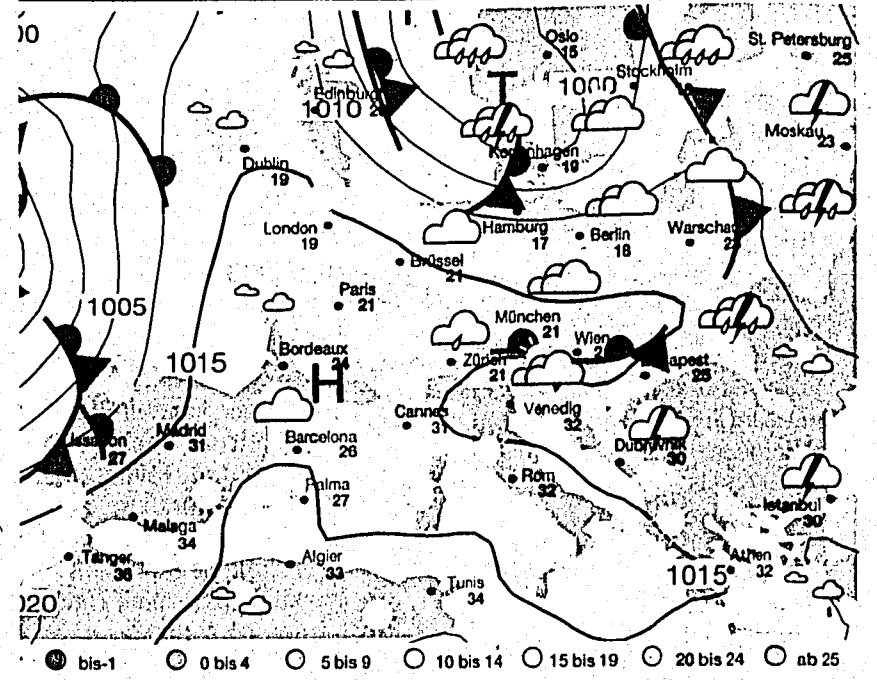 Oslo
15
St. Petersburg
25
Stockholm
1000
Edinburg
1010
Moskau
23
Kopenhagen
19
Dublin
19
London
19
Hamburg
17
Berlin
18
Warschau
Brüssel
21
Paris
21
1005
München
21
Wien
1015
Bordeaux
24
Zürich
21
25
H
Cannes
31
Venedig
32
Madrid
31
27
Barcelona
26
Dubrovnik
30
Palma
27
Rom
32
Istanbul
30
Malaga
34
Tanger
36
Algier
33
Athen
32
1015
Tunis
34
bis-1 0 bis 4 5 bis 9 10 bis 14 15 bis 19 20 bis 24 ab 25